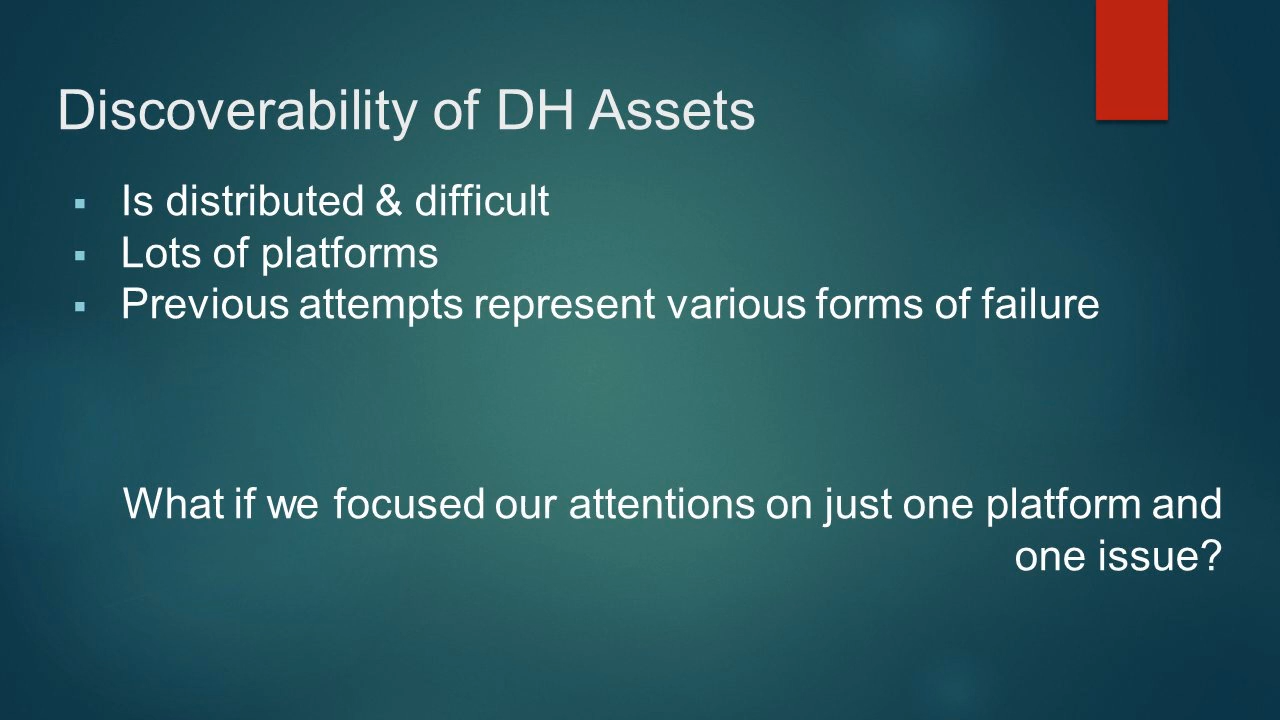 Discoverability of DH Assets
Is distributed & difficult
Lots of platforms
Previous attempts represent various forms of failure
What if we focused our attentions on just one platform and
one issue?